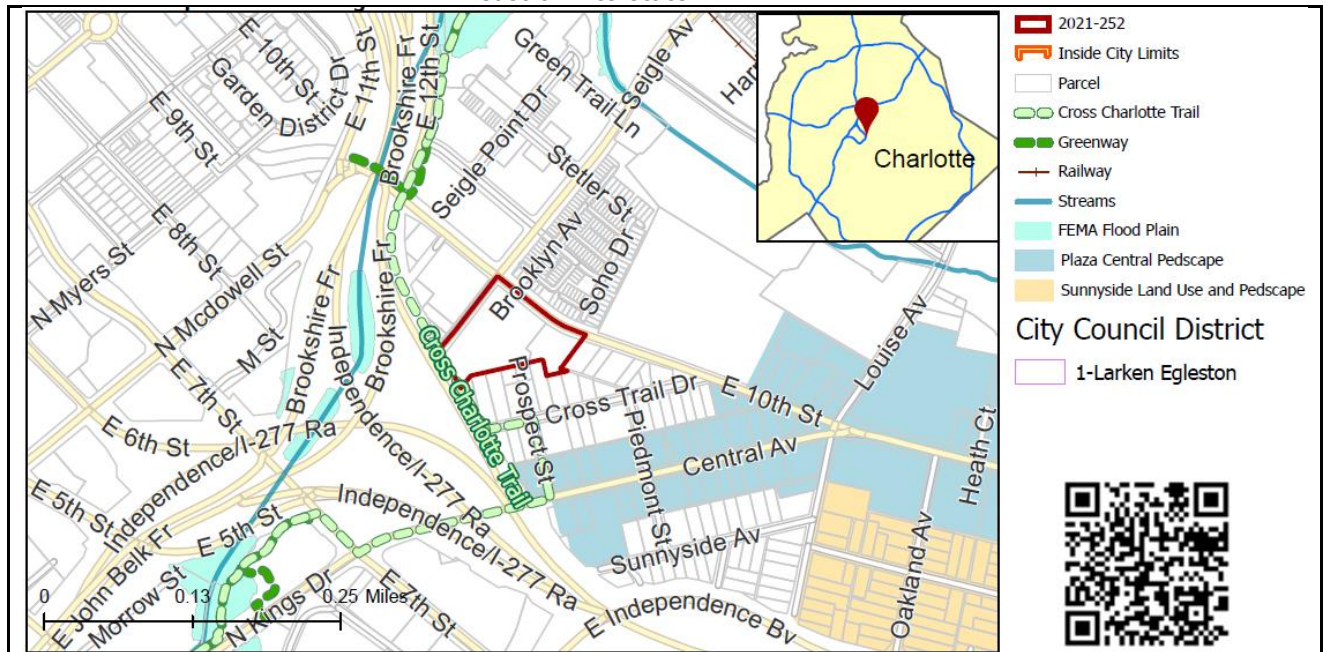 E 10th St
Garden District Dr
E 11th St
Brookshire Fr
E 12th St
Green Trail Ln
Seigle Av
Seigle Point Dr
Stetler St
E 9th St
E 8th St
N Myers St
N Mcdowell St
M St
E 7th St
Brookshire Fr
Brookshire Fr
Brooklyn Av
Soho Dr
Charlotte
Cross Charlotte Trail
Prospect St
Cross Trail Dr
Piedmont St
E 10th St
Central Av
Louise Av
Heath Ct
Sunnyside Av
Oakland Av
E 6th St
Independence/I-277 Ra
Independence/I-277 Ra
Independence/I-277 Ra
E 5th St
E 5th St
E John Belk Fr
Morrow St
N Kings Dr
E 7th St
E Independence Bv
0
0.13
0.25 Miles
2021-252
Inside City Limits
Parcel
Cross Charlotte Trail
Greenway
Railway
Streams
FEMA Flood Plain
Plaza Central Pedscape
Sunnyside Land Use and Pedscape
City Council District
1-Larken Egleston